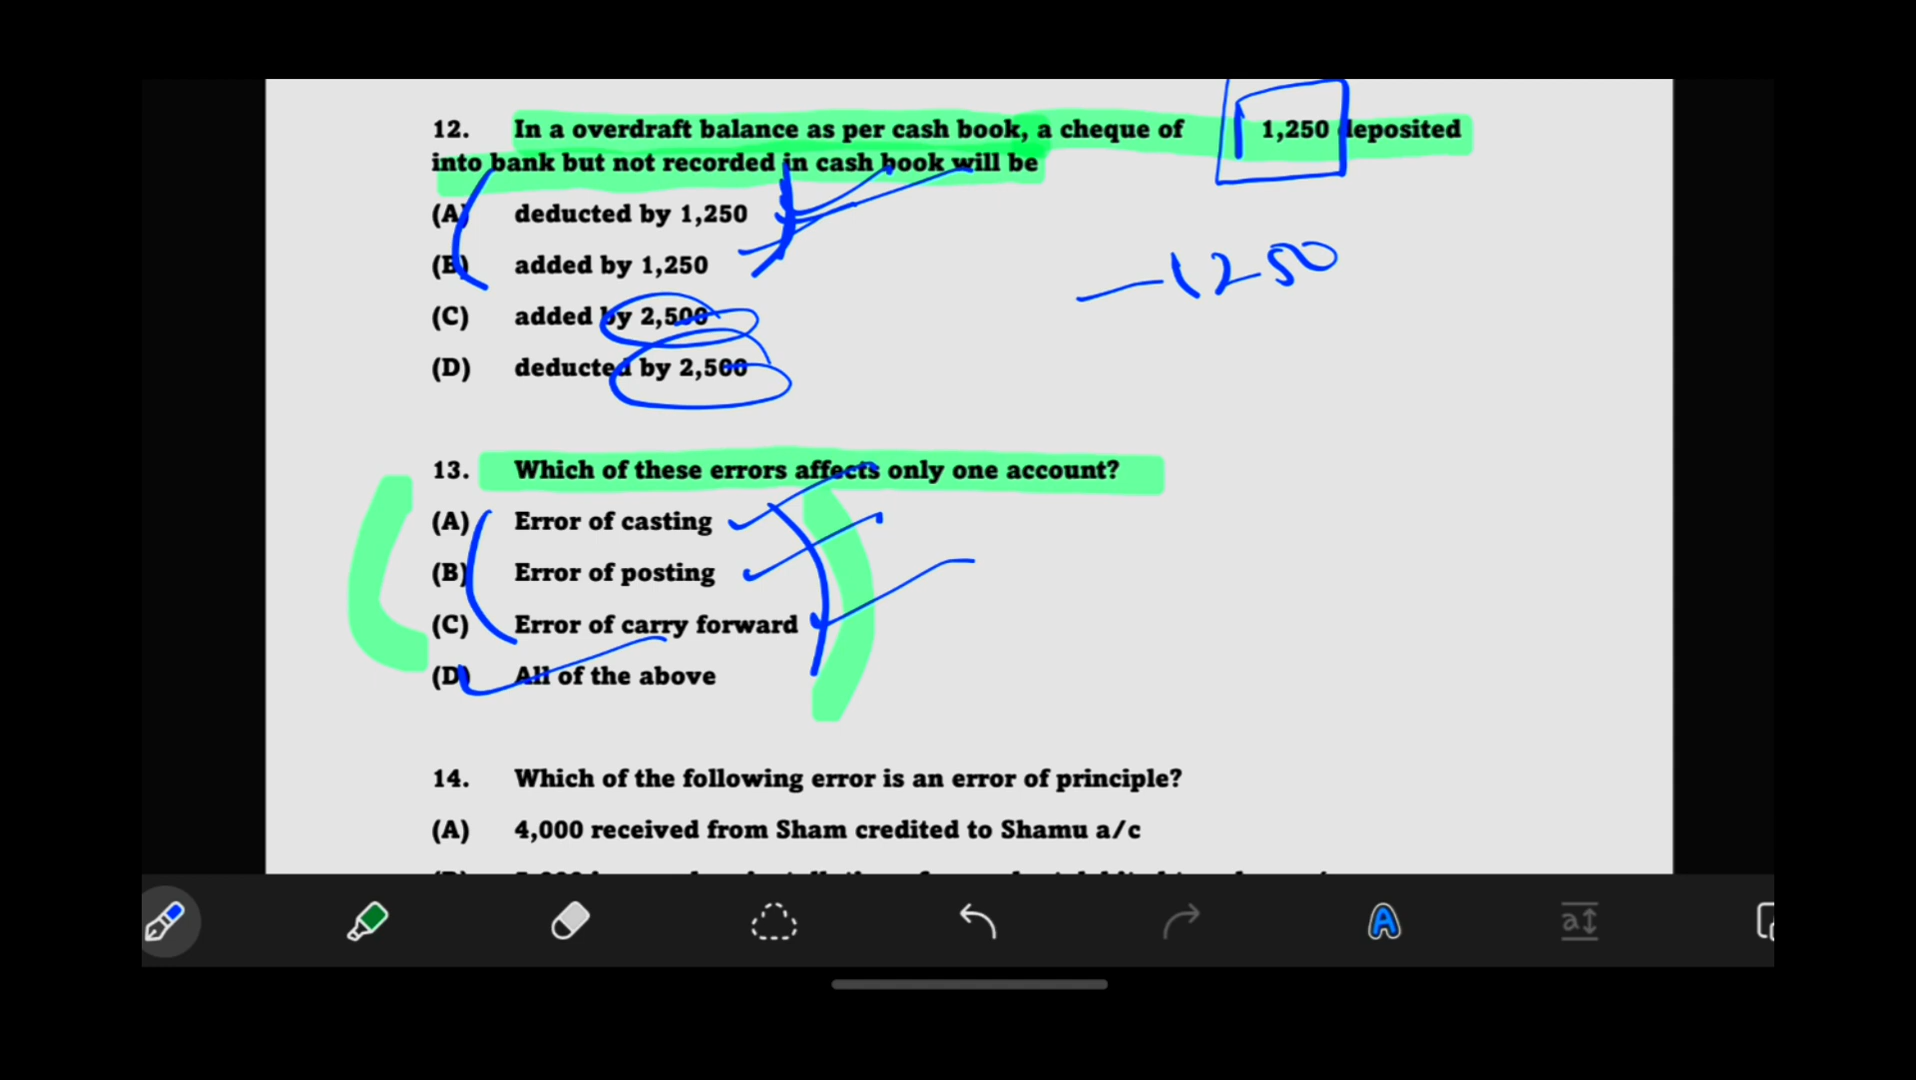 12. In a overdraft balance as per cash book, a cheque of 1,250 deposited
into bank but not recorded in cash book will be
(A) deducted by 1,250
(B) added by 1,250
-1250
(C) added by 2,500
(D) deducted by 2,500
13. Which of these errors affects only one account?
(A) Error of casting
(B) Error of posting
(C) Error of carry forward
(D) All of the above
14. Which of the following error is an error of principle?
(A) 4,000 received from Sham credited to Shamu a/c
A
a